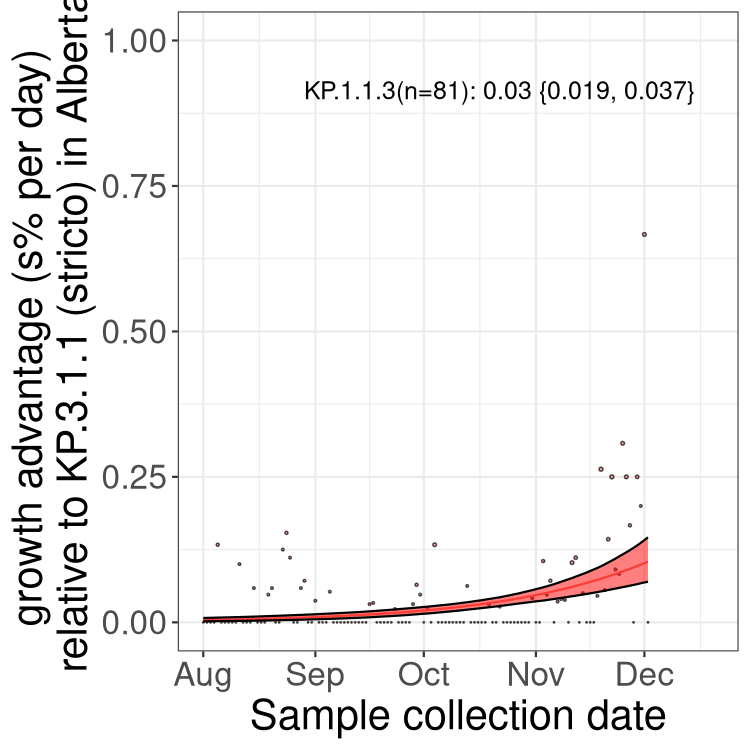 growth advantage (s% per day)
relative to KP.3.1.1 (stricto) in Alberta
1.00
0.75
0.50
0.25
0.00
KP.1.1.3(n=81): 0.03 {0.019, 0.037}
Aug Sep Oct Nov Dec
Sample collection date